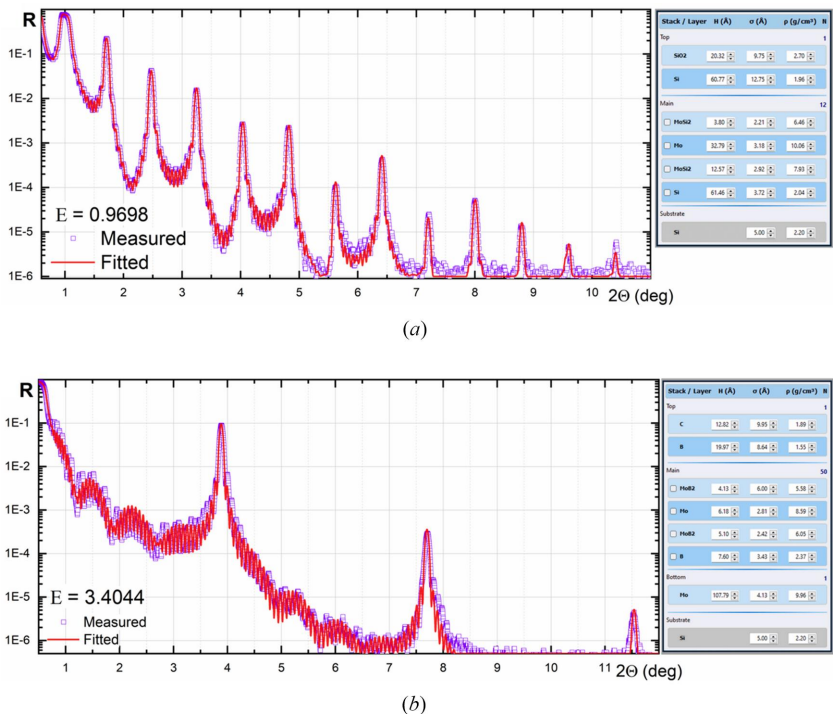 R
1E-1
1E-2
1E-3
1E-4
1E-5
1E-6
E = 0.9698
Measured
Fitted
1 2 3 4 5 6 7 8 9 10
2Θ (deg)
Stack / Layer H (Å) σ (Å) ρ (g/cm³) N
Top 1
SiO2 20.32 9.75 2.70
Si 60.77 12.75 1.96
Main 12
MoSi2 3.80 2.21 6.46
Mo 32.79 3.18 10.06
MoSi2 12.57 2.92 7.93
Si 61.46 3.72 2.04
Substrate
Si 5.00 2.20
(a)
R
1E-1
1E-2
1E-3
1E-4
1E-5
1E-6
E = 3.4044
Measured
Fitted
1 2 3 4 5 6 7 8 9 10 11
2Θ (deg)
Stack / Layer H (Å) σ (Å) ρ (g/cm³) N
Top 1
C 12.82 9.95 1.89
B 19.97 8.64 1.55
Main 50
MoB2 4.13 6.00 5.58
Mo 6.18 2.81 8.59
MoB2 5.10 2.42 6.05
B 7.60 3.43 2.37
Bottom 1
Mo 107.79 4.13 9.96
Substrate
Si 5.00 2.20
(b)